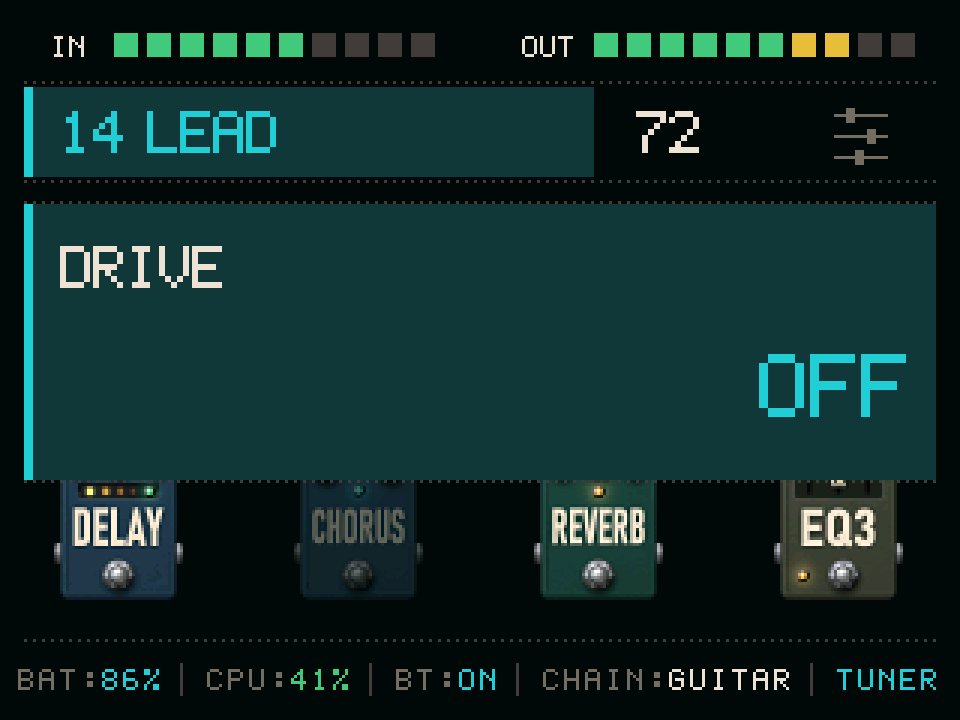 IN OUT
14 LEAD 72
DRIVE
OFF
DELAY CHORUS REVERB EQ3
BAT:86% | CPU:41% | BT:ON | CHAIN:GUITAR | TUNER